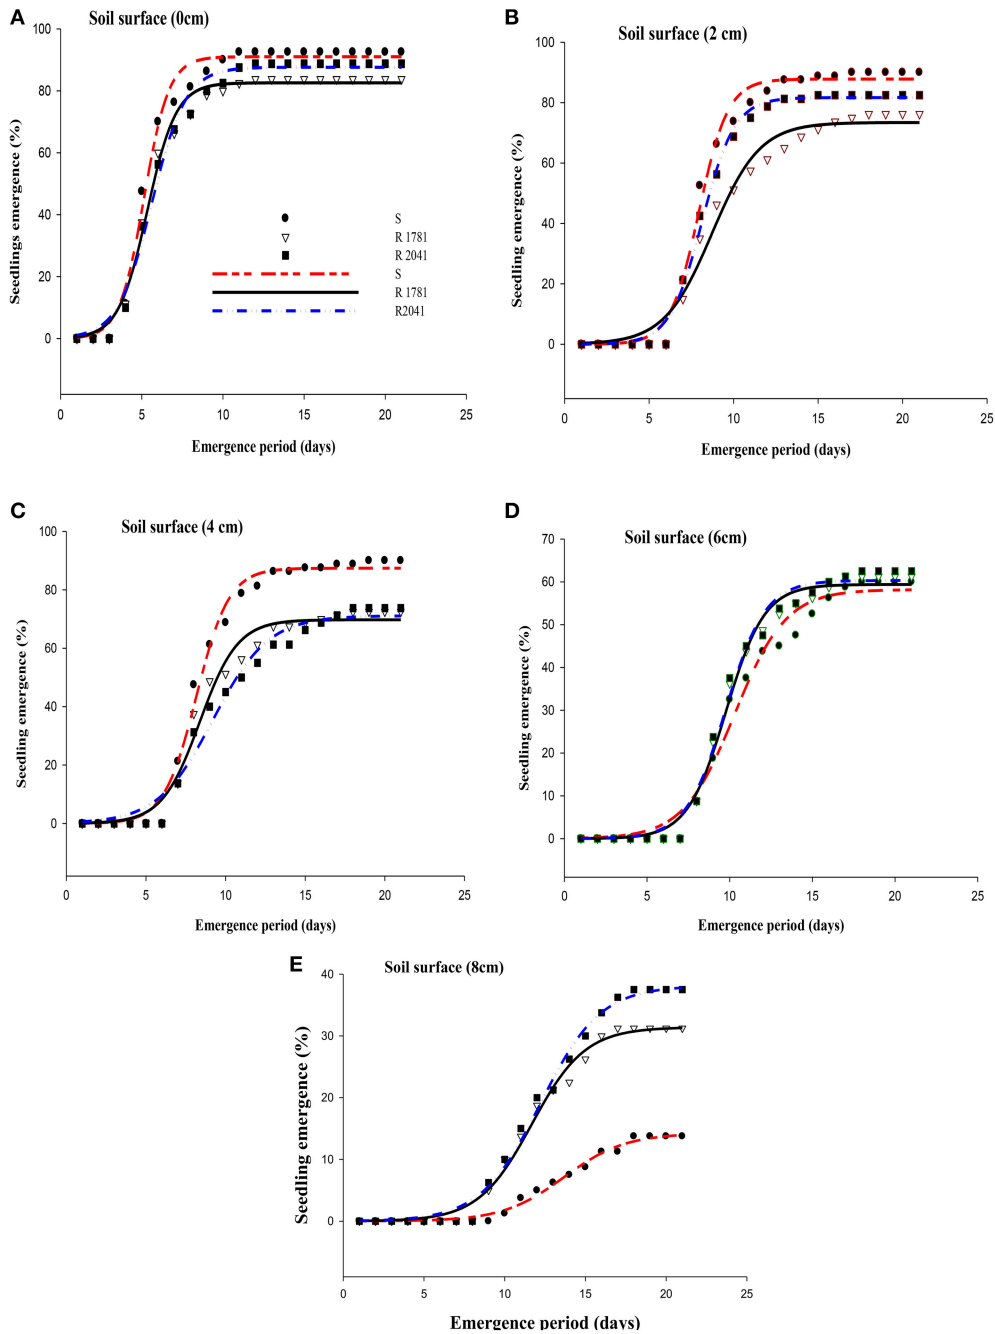 A
Soil surface (0cm)
100
80
60
40
20
0
Seedlings emergence (%)
S
R 1781
R 2041
S
R 1781
R2041
0 5 10 15 20 25
Emergence period (days)
B
Soil surface (2 cm)
100
80
60
40
20
0
Seedling emergence (%)
0 5 10 15 20 25
Emergence period (days)
C
Soil surface (4 cm)
100
80
60
40
20
0
Seedling emergence (%)
0 5 10 15 20 25
Emergence period (days)
D
Soil surface (6cm)
70
60
50
40
30
20
10
0
Seedling emergence (%)
0 5 10 15 20 25
Emergence period (days)
E
Soil surface (8cm)
40
30
20
10
0
Seedling emergence (%)
0 5 10 15 20 25
Emergence period (days)